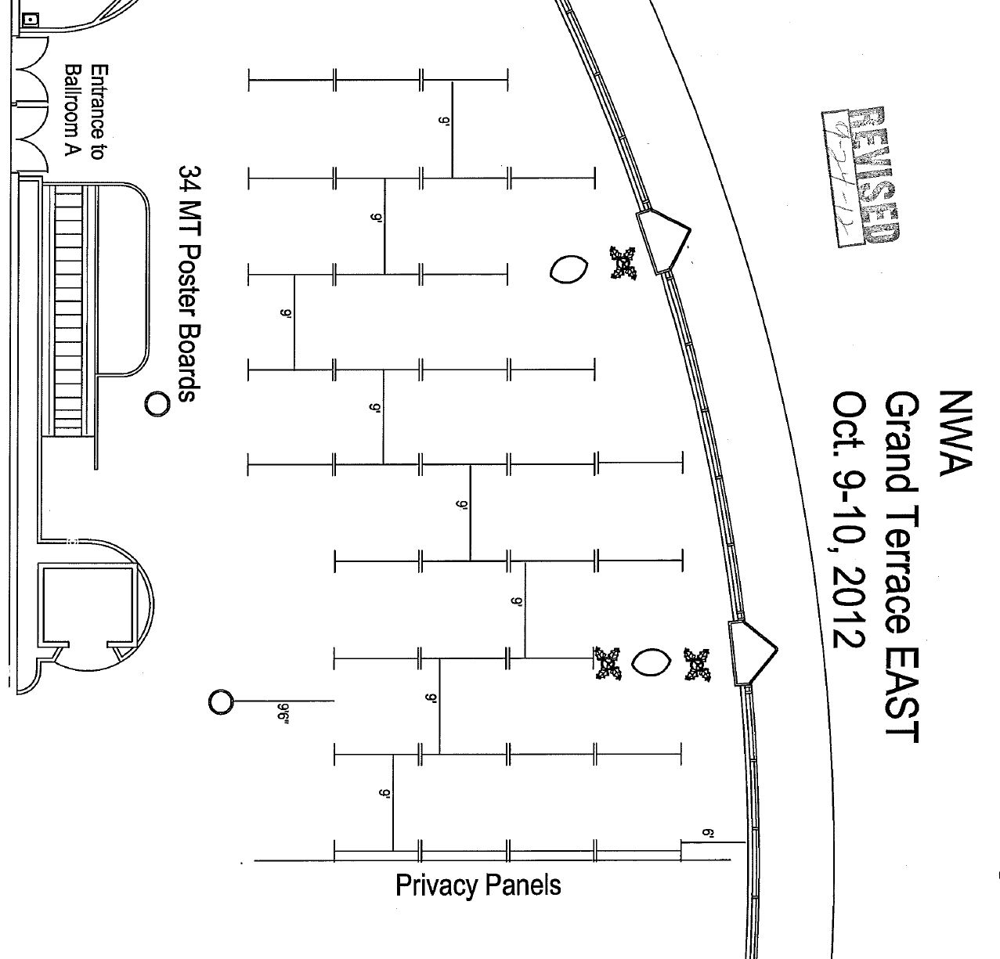 NWA
Grand Terrace EAST
Oct. 9-10, 2012
REVISED
Entrance to
Ballroom A
34 MT Poster Boards
9'
9'
9'
9'
9'
9'
9'
9'
9'6"
6'
Privacy Panels